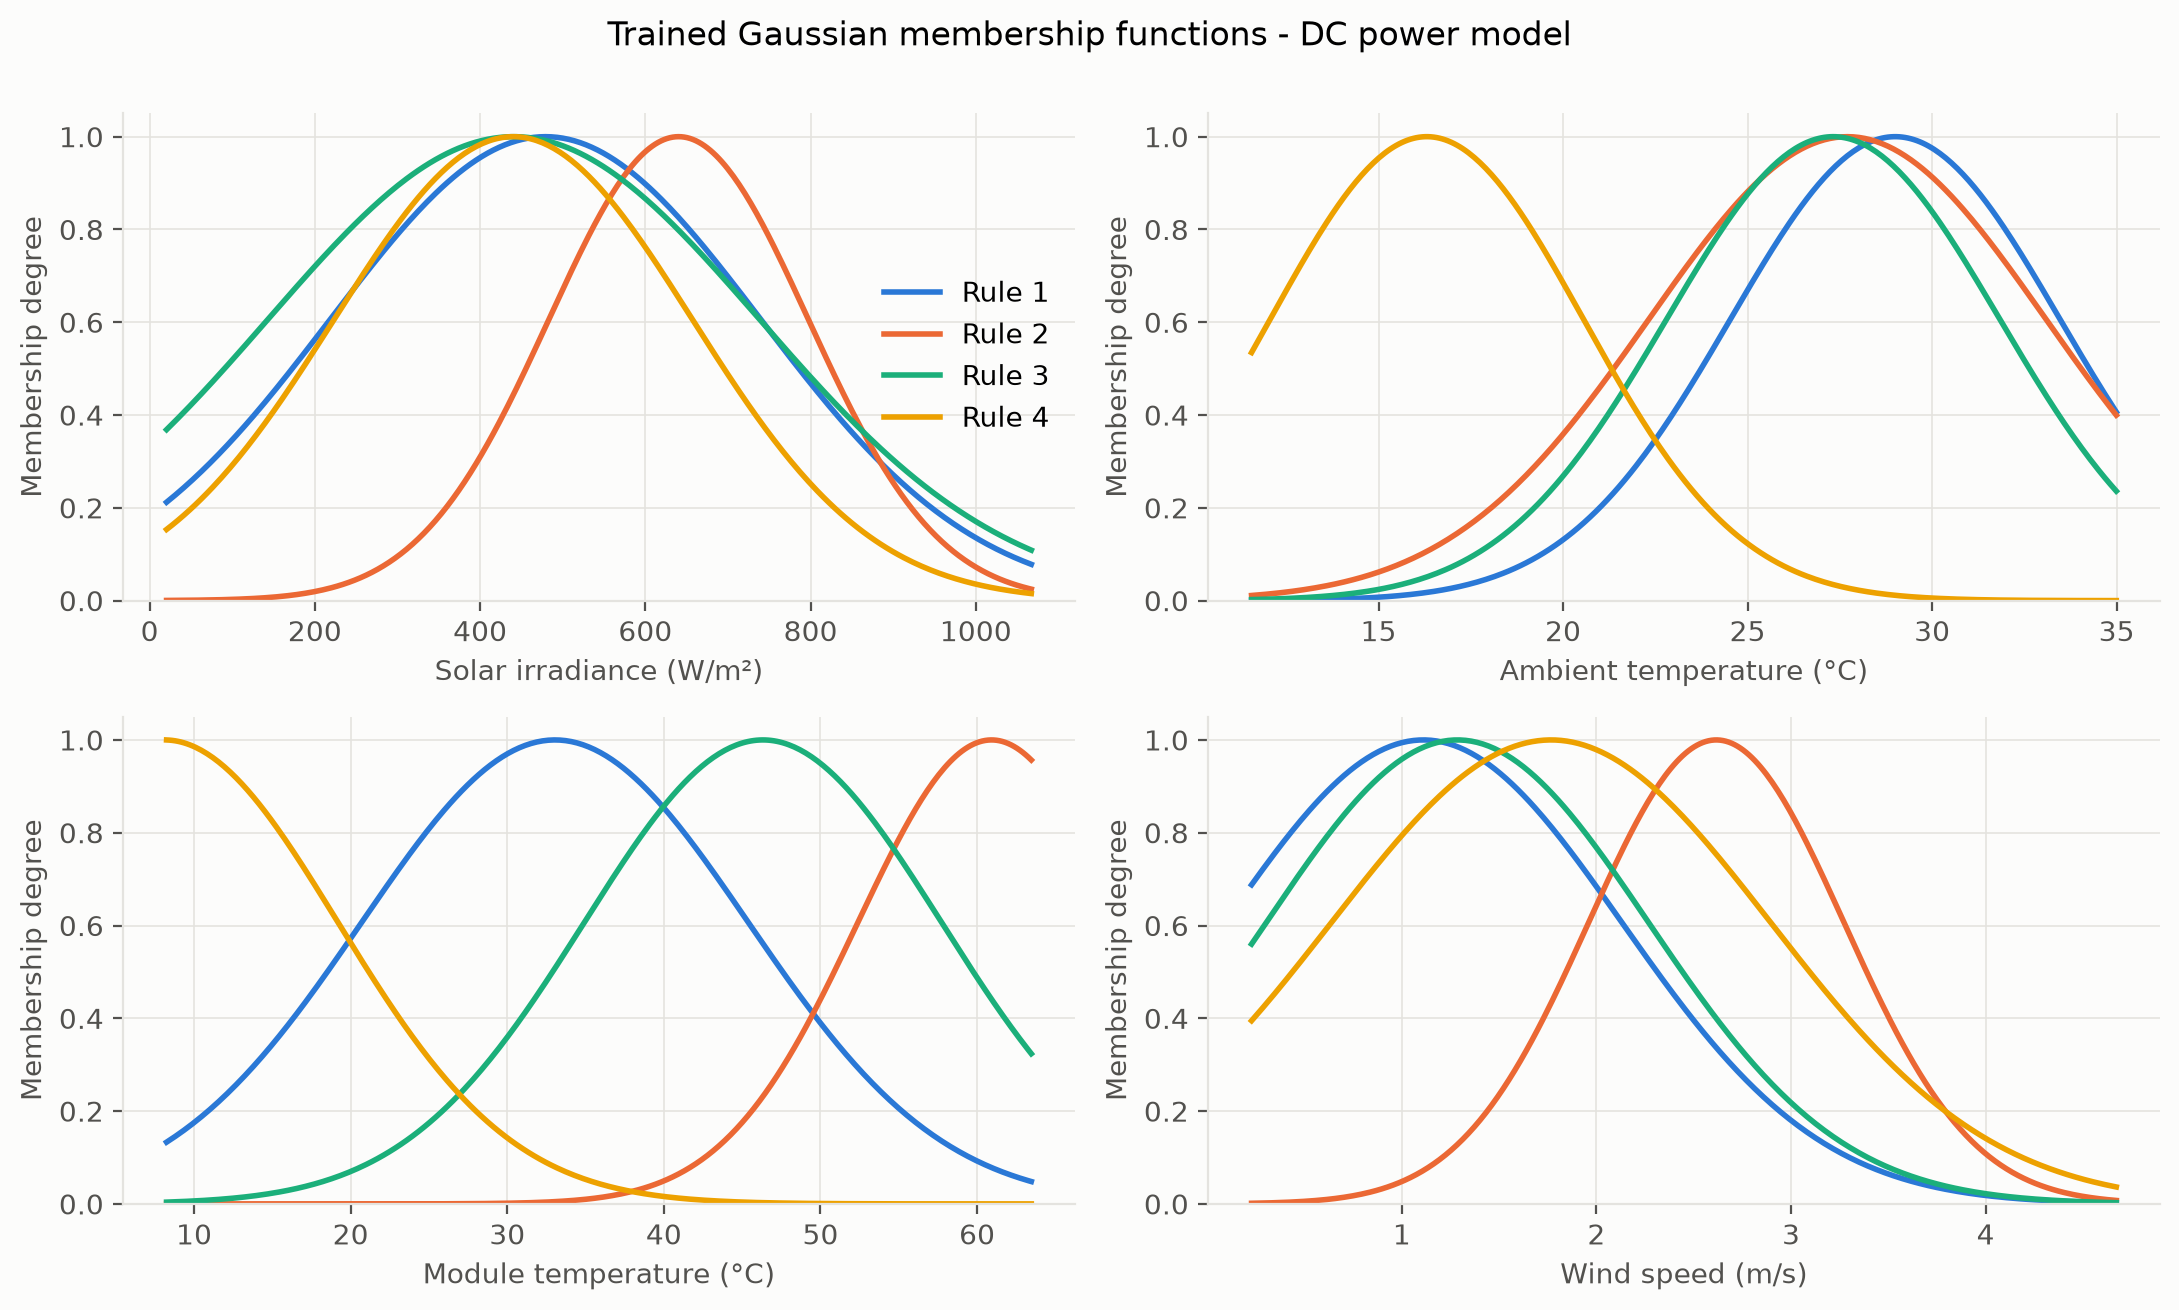 Trained Gaussian membership functions - DC power model
Membership degree
1.0
0.8
0.6
0.4
0.2
0.0
0 200 400 600 800 1000
Solar irradiance (W/m²)
Rule 1
Rule 2
Rule 3
Rule 4
Membership degree
1.0
0.8
0.6
0.4
0.2
0.0
15 20 25 30 35
Ambient temperature (°C)
Membership degree
1.0
0.8
0.6
0.4
0.2
0.0
10 20 30 40 50 60
Module temperature (°C)
Membership degree
1.0
0.8
0.6
0.4
0.2
0.0
1 2 3 4
Wind speed (m/s)